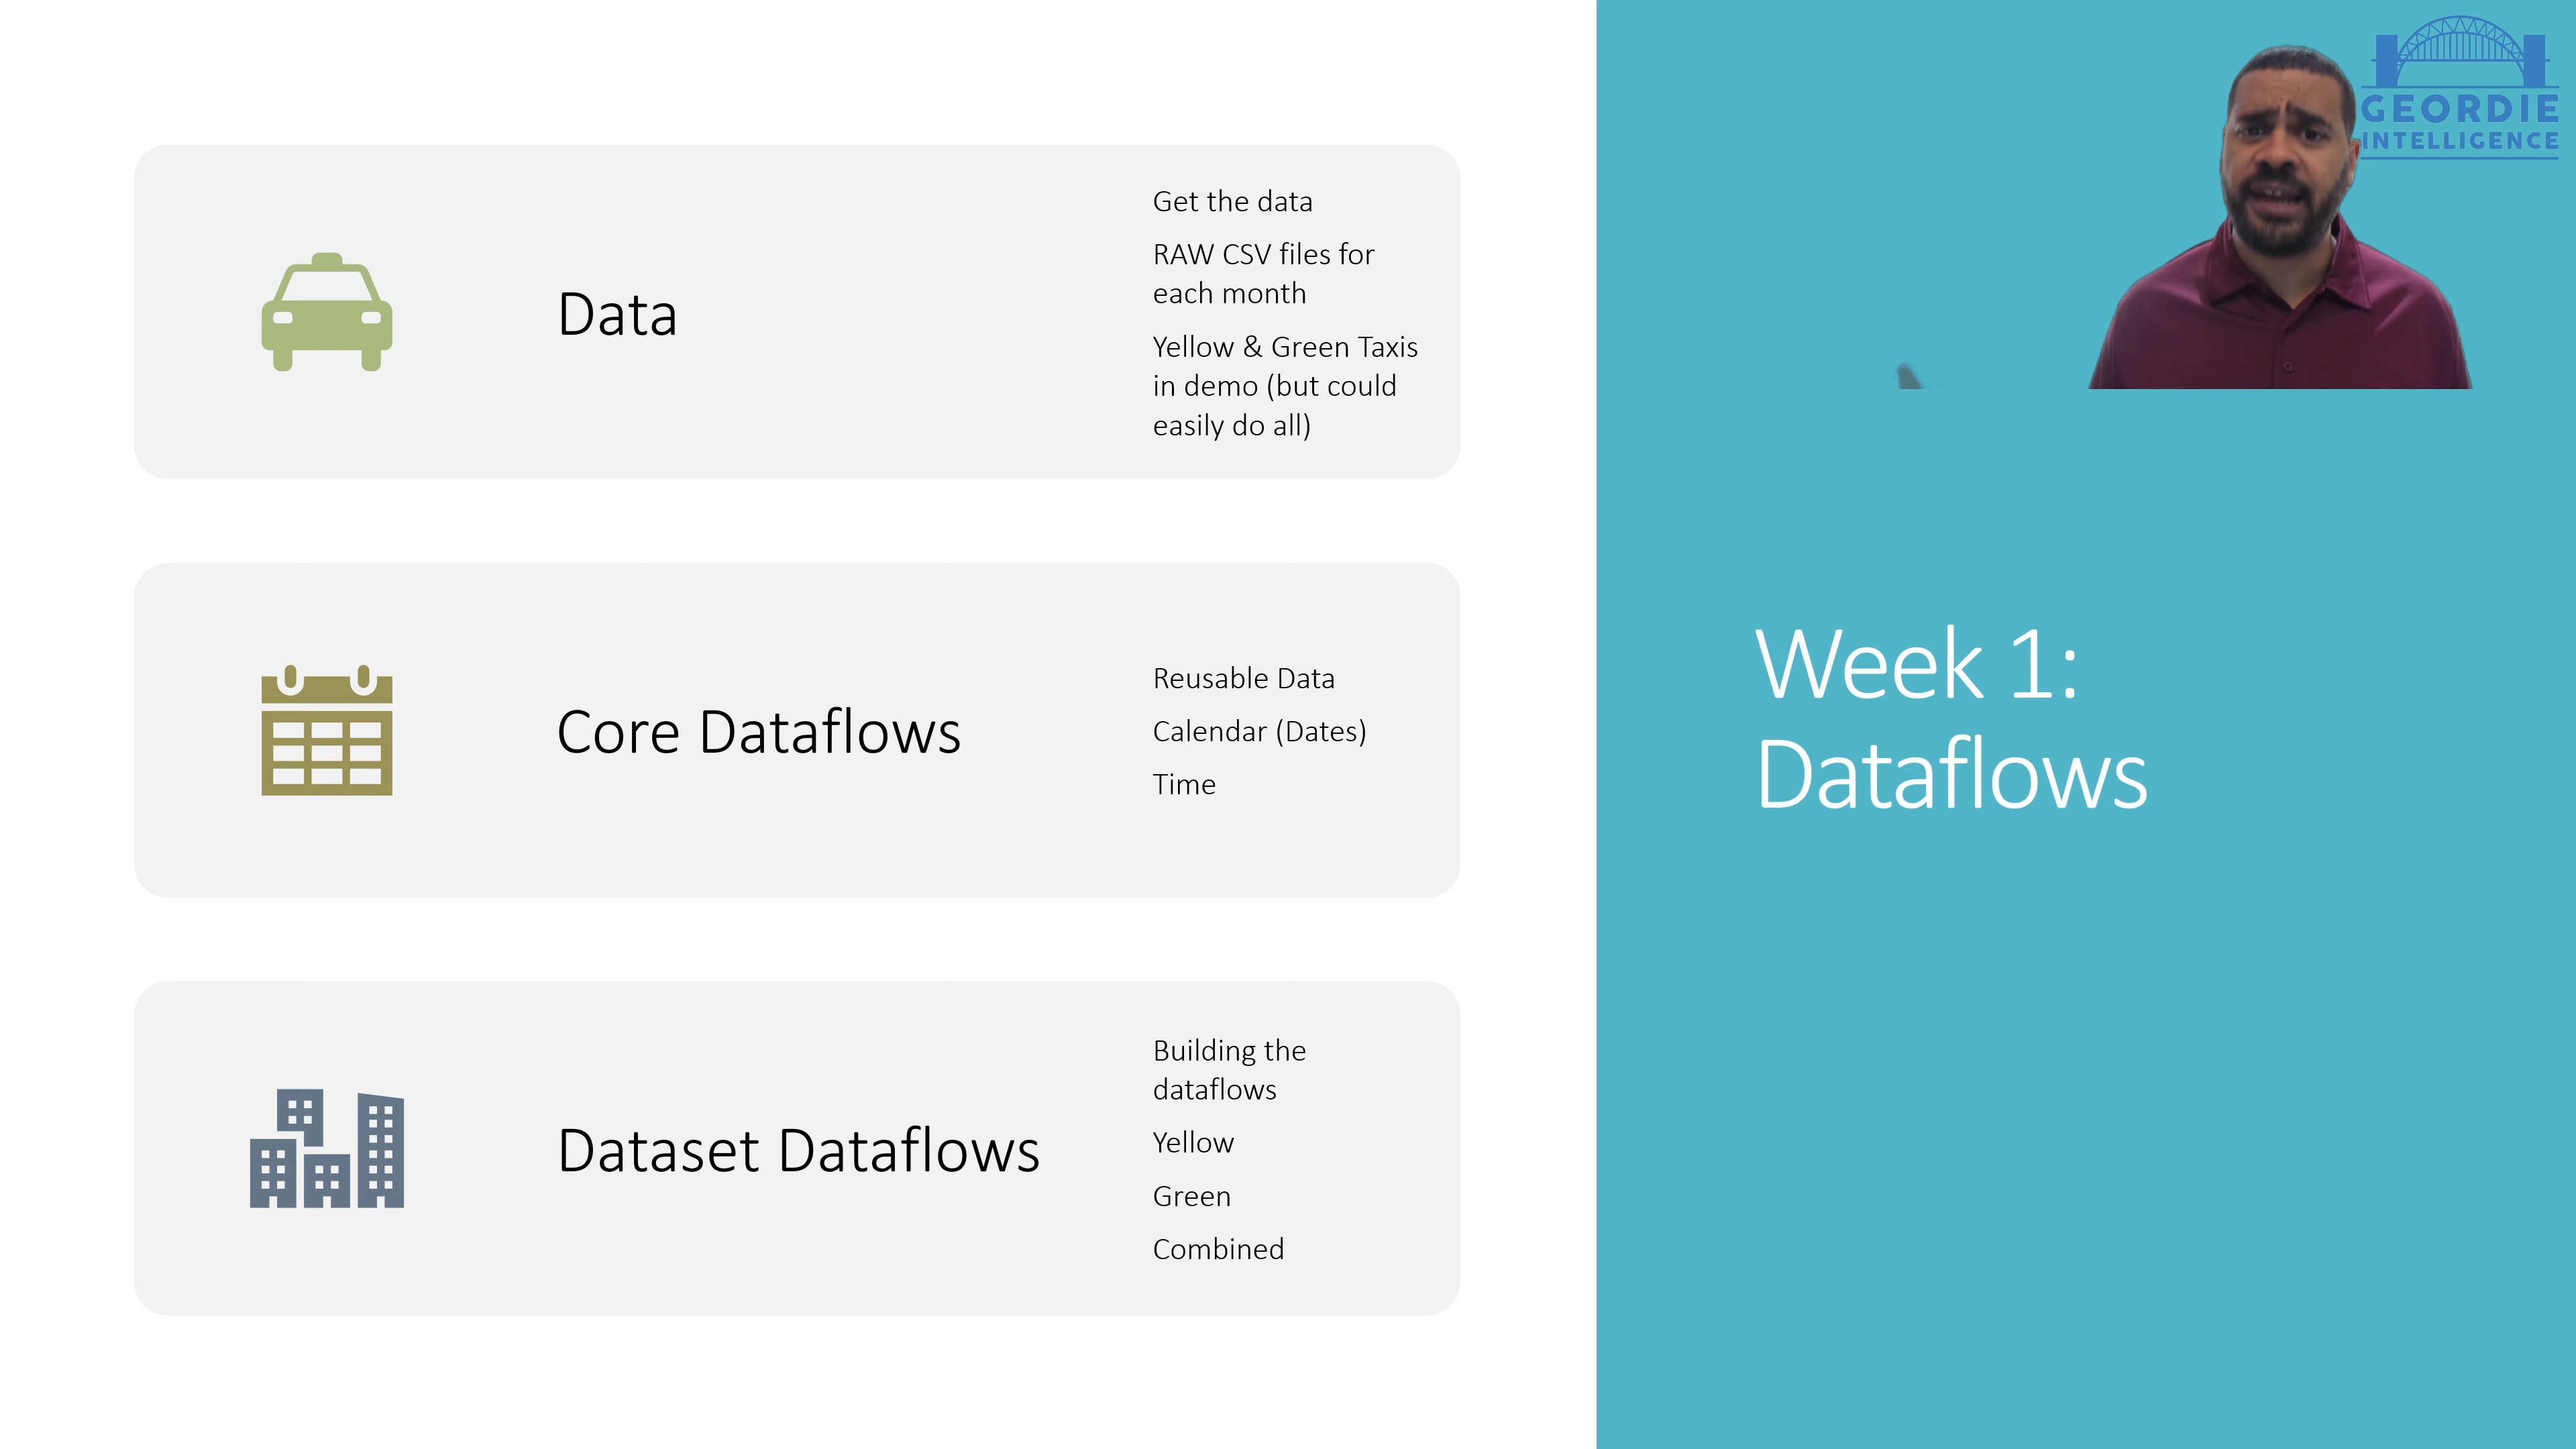 Data
Get the data
RAW CSV files for
each month
Yellow & Green Taxis
in demo (but could
easily do all)
Core Dataflows
Reusable Data
Calendar (Dates)
Time
Dataset Dataflows
Building the
dataflows
Yellow
Green
Combined
GEORDIE
INTELLIGENCE
Week 1:
Dataflows